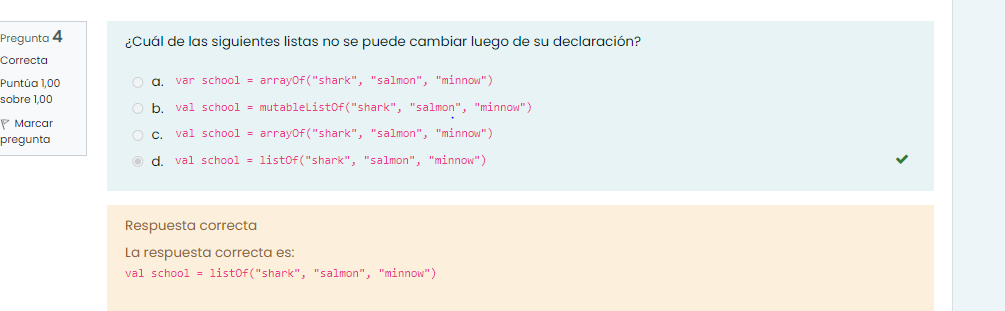 Pregunta 4
Correcta
Puntúa 1,00
sobre 1,00
Marcar
pregunta
¿Cuál de las siguientes listas no se puede cambiar luego de su declaración?
a. var school = arrayOf("shark", "salmon", "minnow")
b. val school = mutableListOf("shark", "salmon", "minnow")
c. val school = arrayOf("shark", "salmon", "minnow")
d. val school = listOf("shark", "salmon", "minnow")
Respuesta correcta
La respuesta correcta es:
val school = listOf("shark", "salmon", "minnow")